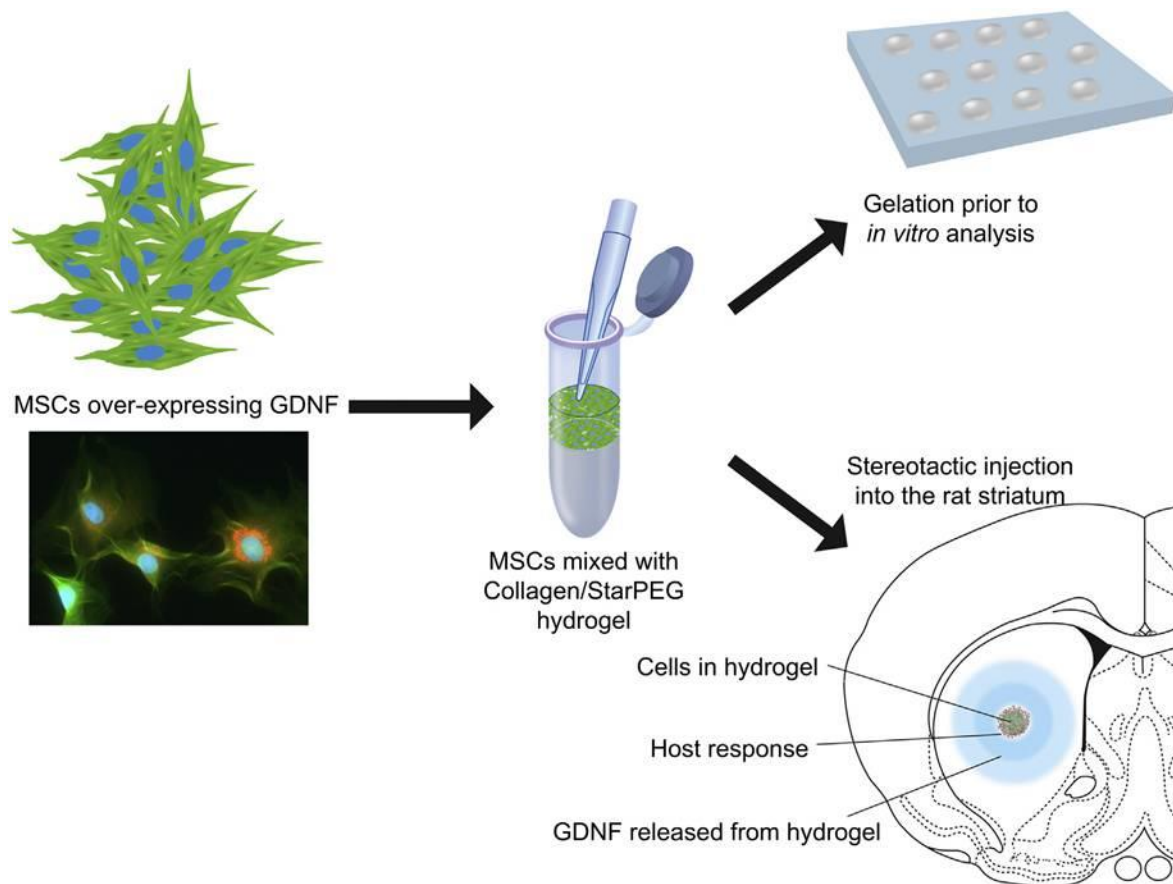 MSCs over-expressing GDNF
MSCs mixed with
Collagen/StarPEG
hydrogel
Gelation prior to
in vitro analysis
Stereotactic injection
into the rat striatum
Cells in hydrogel
Host response
GDNF released from hydrogel